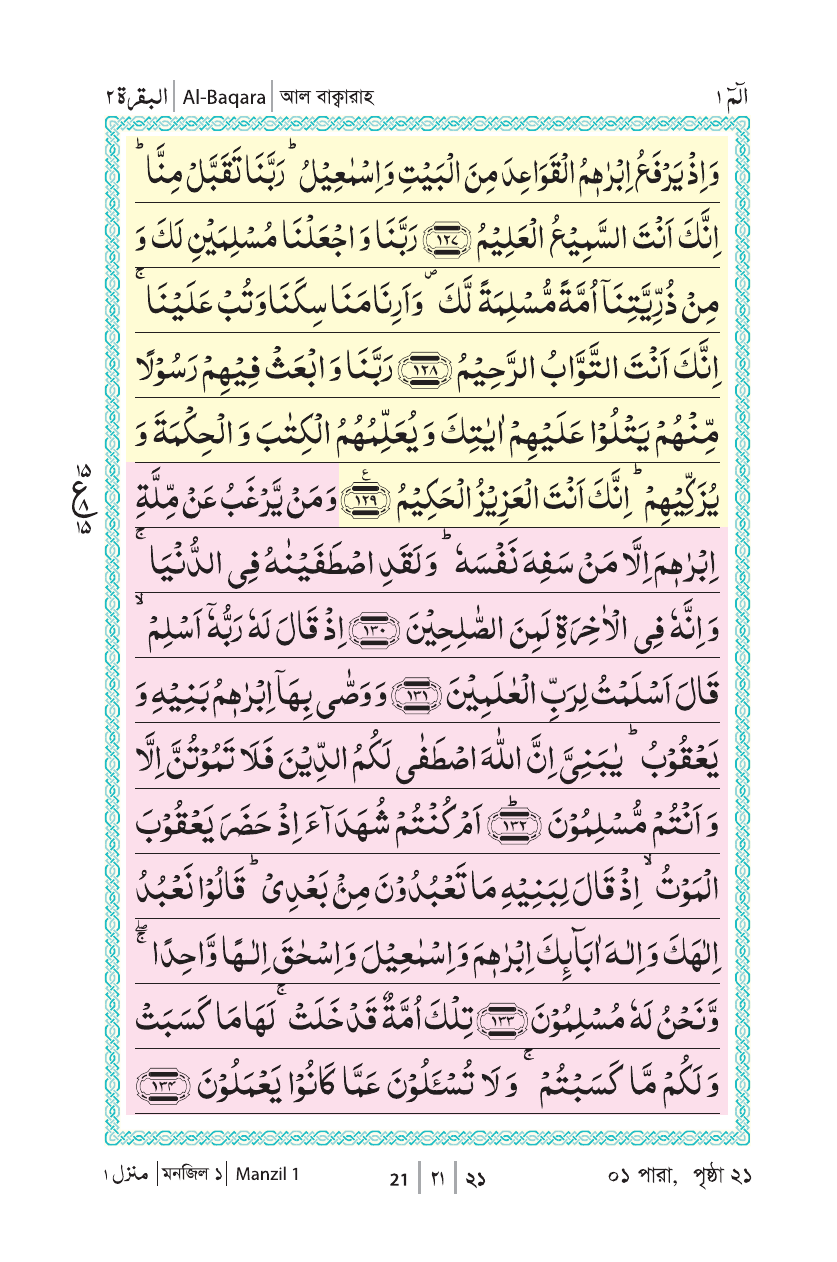 البقرة ٢ | Al-Baqara | আল বাক্বারাহ
الٓمّٓ ١
وَاِذْ يَرْفَعُ اِبْرٰهٖمُ الْقَوَاعِدَ مِنَ الْبَيْتِ وَاِسْمٰعِيْلُ ؕ رَبَّنَا تَقَبَّلْ مِنَّا ؕ
اِنَّكَ اَنْتَ السَّمِيْعُ الْعَلِيْمُ ﴿١٢٧﴾ رَبَّنَا وَ اجْعَلْنَا مُسْلِمَيْنِ لَكَ وَ
مِنْ ذُرِّيَّتِنَاۤ اُمَّةً مُّسْلِمَةً لَّكَ ۪ وَاَرِنَا مَنَا سِكَنَا وَتُبْ عَلَيْنَا ۚ
اِنَّكَ اَنْتَ التَّوَّابُ الرَّحِيْمُ ﴿١٢٨﴾ رَبَّنَا وَ ابْعَثْ فِيْهِمْ رَسُوْلًا
مِّنْهُمْ يَتْلُوْا عَلَيْهِمْ اٰيٰتِكَ وَ يُعَلِّمُهُمُ الْكِتٰبَ وَ الْحِكْمَةَ وَ
يُزَكِّيْهِمْ ؕ اِنَّكَ اَنْتَ الْعَزِيْزُ الْحَكِيْمُ ﴿١٢٩﴾ وَ مَنْ يَّرْغَبُ عَنْ مِّلَّةِ
١٥
ع
٨
١٥
اِبْرٰهٖمَ اِلَّا مَنْ سَفِهَ نَفْسَهٗ ؕ وَ لَقَدِ اصْطَفَيْنٰهُ فِى الدُّنْيَا ۚ
وَ اِنَّهٗ فِى الْاٰخِرَةِ لَمِنَ الصّٰلِحِيْنَ ﴿١٣٠﴾ اِذْ قَالَ لَهٗ رَبُّهٗۤ اَسْلِمْ ۙ
قَالَ اَسْلَمْتُ لِرَبِّ الْعٰلَمِيْنَ ﴿١٣١﴾ وَ وَصّٰى بِهَاۤ اِبْرٰهٖمُ بَنِيْهِ وَ
يَعْقُوْبُ ؕ يٰبَنِىَّ اِنَّ اللّٰهَ اصْطَفٰى لَكُمُ الدِّيْنَ فَلَا تَمُوْتُنَّ اِلَّا
وَ اَنْتُمْ مُّسْلِمُوْنَ ﴿١٣٢﴾ؕ اَمْ كُنْتُمْ شُهَدَآءَ اِذْ حَضَرَ يَعْقُوْبَ
الْمَوْتُ ۙ اِذْ قَالَ لِبَنِيْهِ مَا تَعْبُدُوْنَ مِنْۢ بَعْدِىْ ؕ قَالُوْا نَعْبُدُ
اِلٰهَكَ وَ اِلٰـهَ اٰبَآئِكَ اِبْرٰهٖمَ وَ اِسْمٰعِيْلَ وَ اِسْحٰقَ اِلٰـهًا وَّاحِدًا ۖۚ
وَّنَحْنُ لَهٗ مُسْلِمُوْنَ ﴿١٣٣﴾ تِلْكَ اُمَّةٌ قَدْ خَلَتْ ۚ لَهَا مَا كَسَبَتْ
وَ لَكُمْ مَّا كَسَبْتُمْ ۚ وَ لَا تُسْـَٔلُوْنَ عَمَّا كَانُوْا يَعْمَلُوْنَ ﴿١٣٤﴾
منزل ١ | মনজিল ১ | Manzil 1
21 | ٢١ | ২১
০১ পারা, পৃষ্ঠা ২১